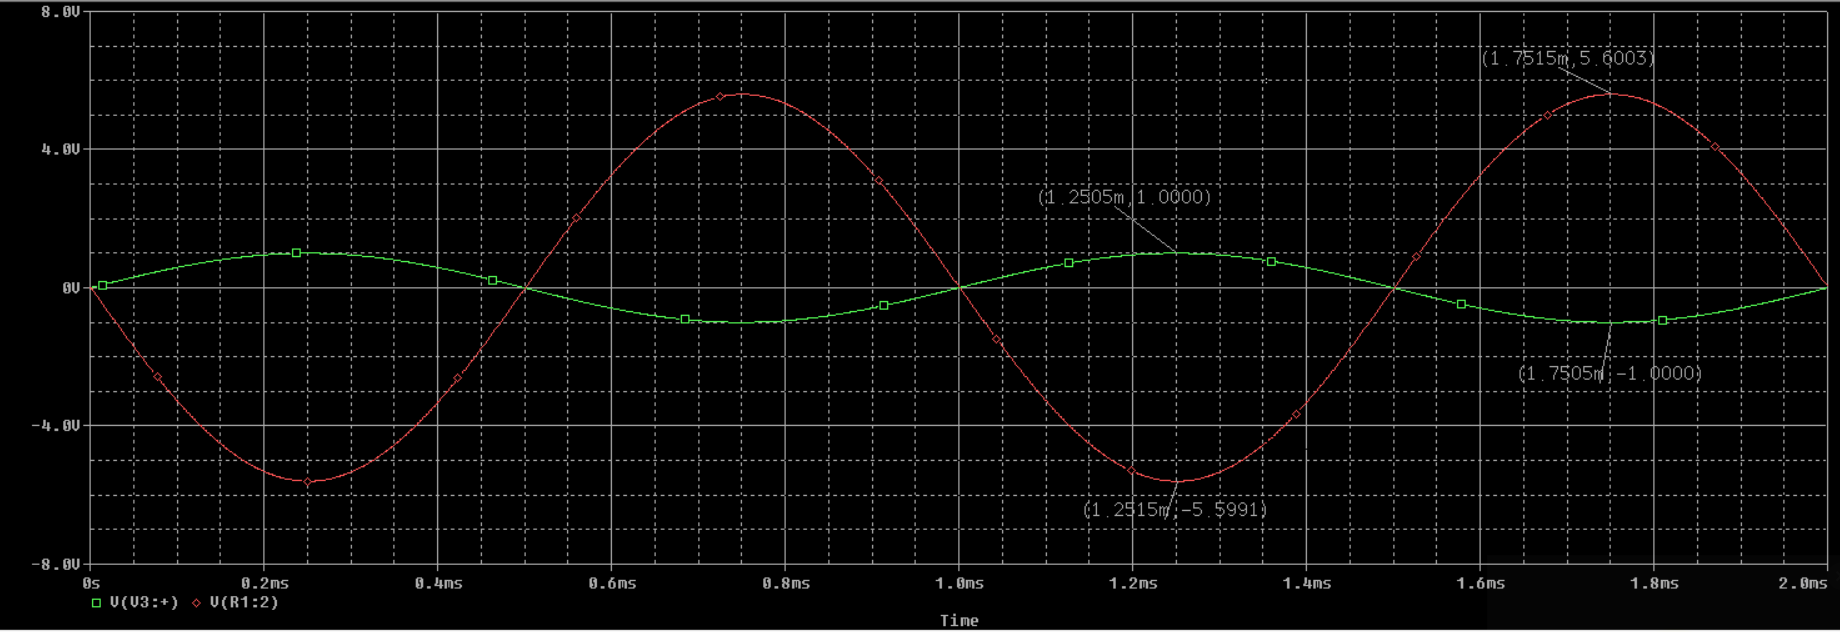 8.0V
(1.7515m,5.6003)
4.0V
(1.2505m,1.0000)
0V
(1.7505m,-1.0000)
-4.0V
(1.2515m,-5.5991)
-8.0V
0s 0.2ms 0.4ms 0.6ms 0.8ms 1.0ms 1.2ms 1.4ms 1.6ms 1.8ms 2.0ms
V(V3:+) V(R1:2)
Time